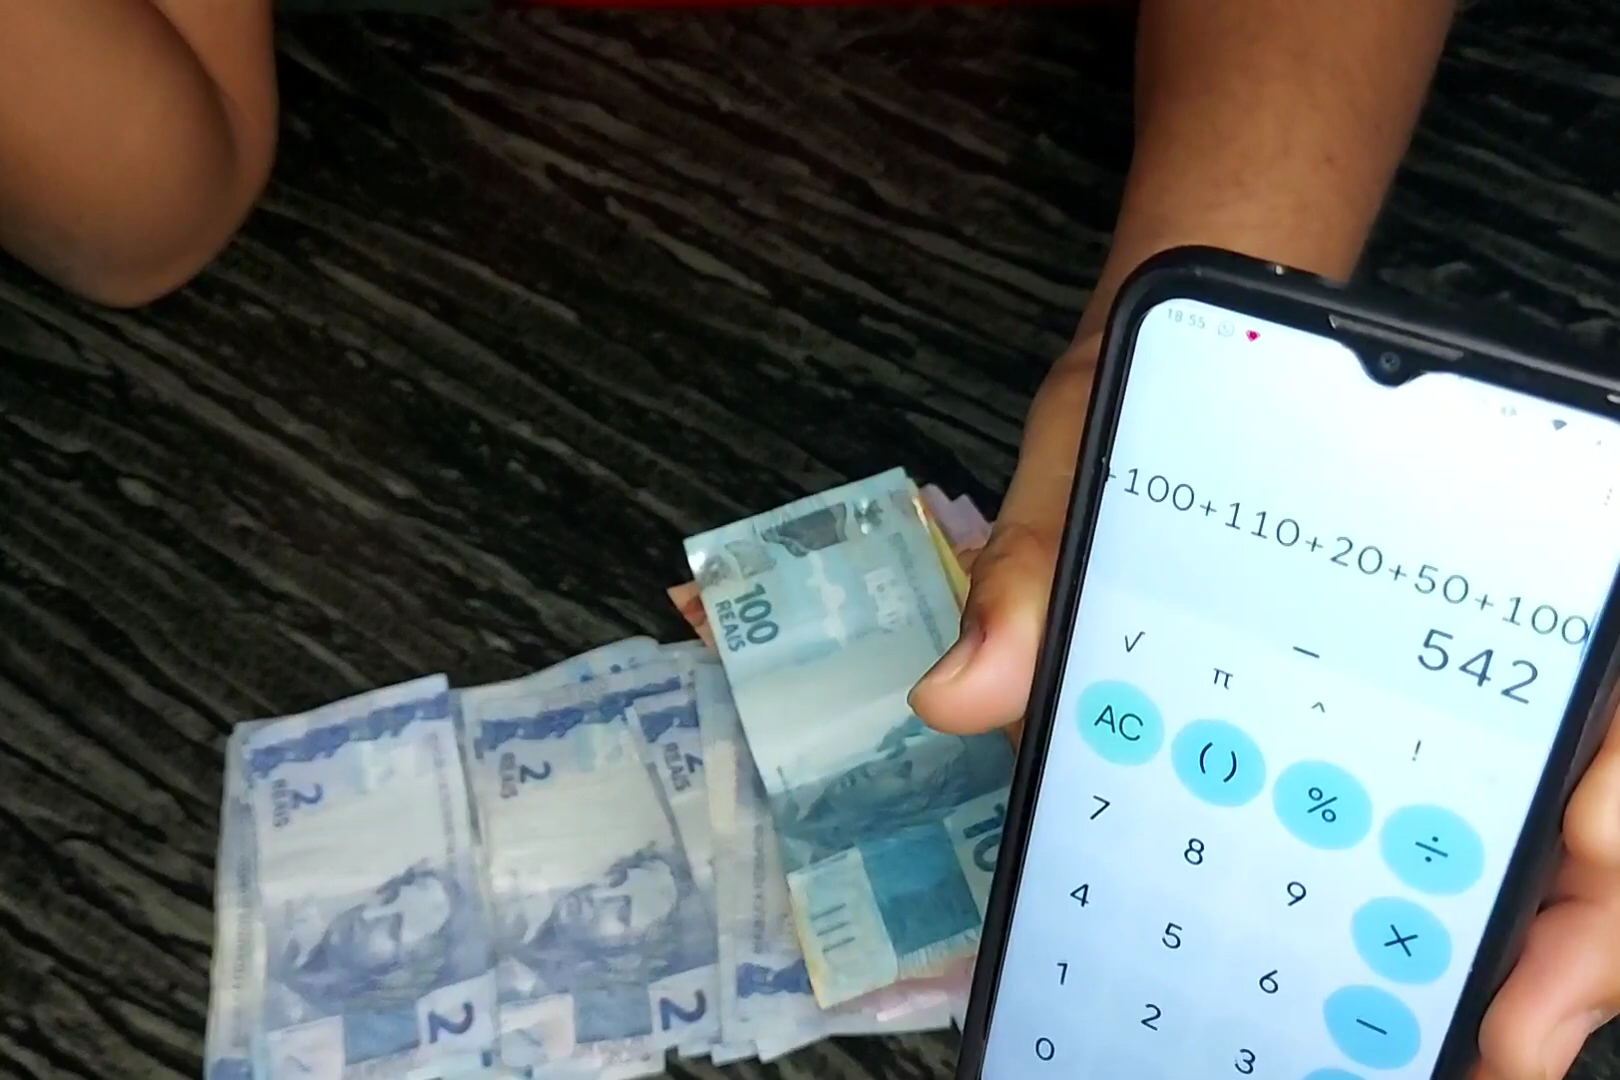 18:55
100+110+20+50+100
542
√ π ^ !
AC ( ) % ÷
7 8 9 ×
4 5 6 −
1 2 3
0
100
REAIS
10
2
REAIS
2
REAIS
2
REAIS
2
2